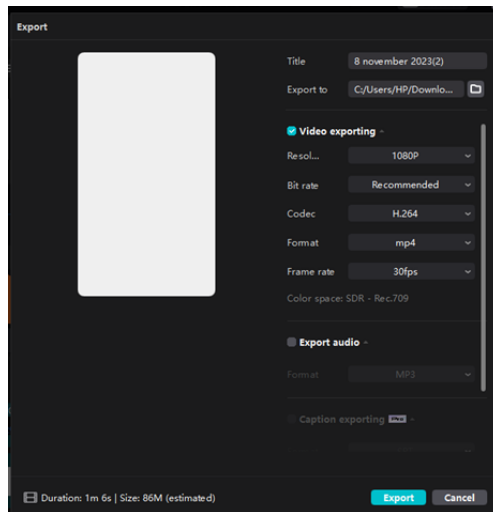 Export
Title 8 november 2023(2)
Export to C:/Users/HP/Downlo...
Video exporting
Resol... 1080P
Bit rate Recommended
Codec H.264
Format mp4
Frame rate 30fps
Color space: SDR - Rec.709
Export audio
Format MP3
Caption exporting
Duration: 1m 6s | Size: 86M (estimated)
Export Cancel